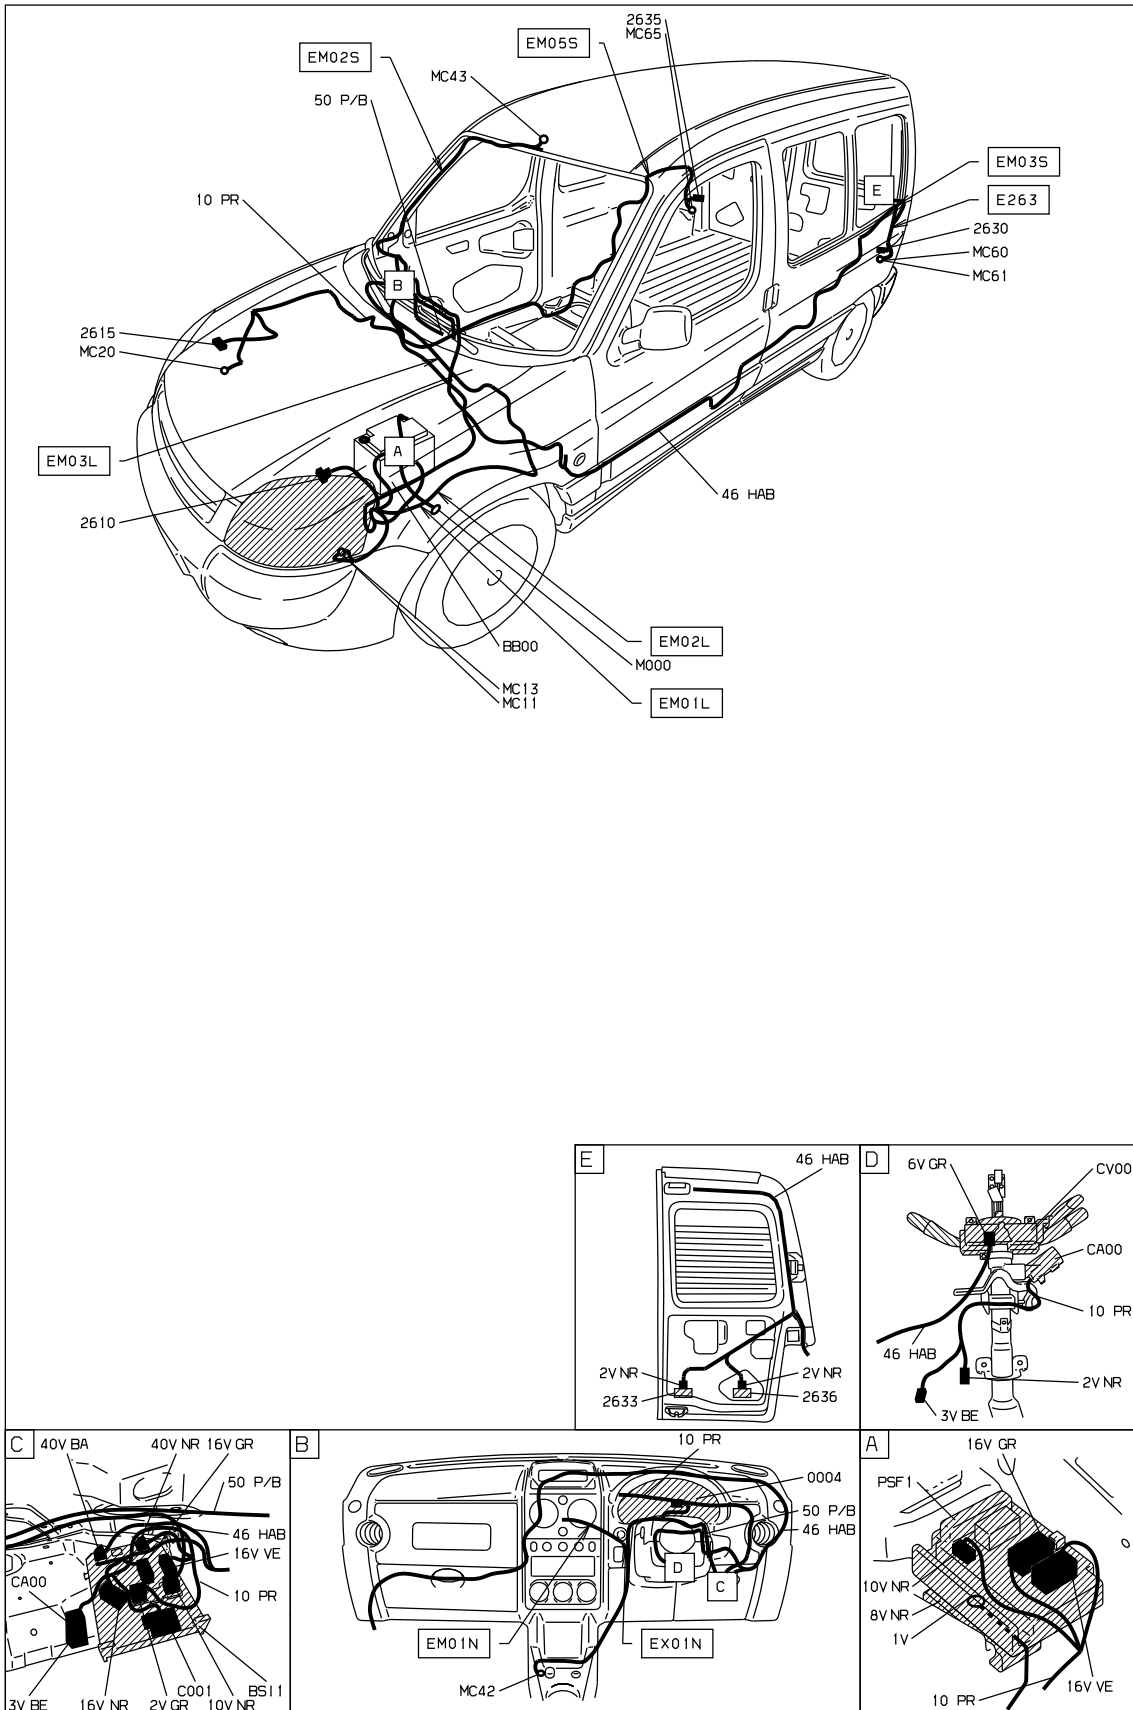 2635
MC65
EM05S
EM02S
MC43
50 P/B
EM03S
E
E263
10 PR
2630
MC60
B
MC61
2615
MC20
EM03L
A
46 HAB
2610
BB00
EM02L
M000
MC13
MC11
EM01L
E
46 HAB
2V NR
2V NR
2633
2636
D
6V GR
CV00
CA00
10 PR
46 HAB
2V NR
3V BE
C
40V BA
40V NR
16V GR
50 P/B
46 HAB
16V VE
CA00
10 PR
C001
BSI1
3V BE
16V NR
2V GR
10V NR
B
10 PR
0004
50 P/B
46 HAB
D
C
EM01N
EX01N
MC42
A
16V GR
PSF1
10V NR
8V NR
1V
16V VE
10 PR